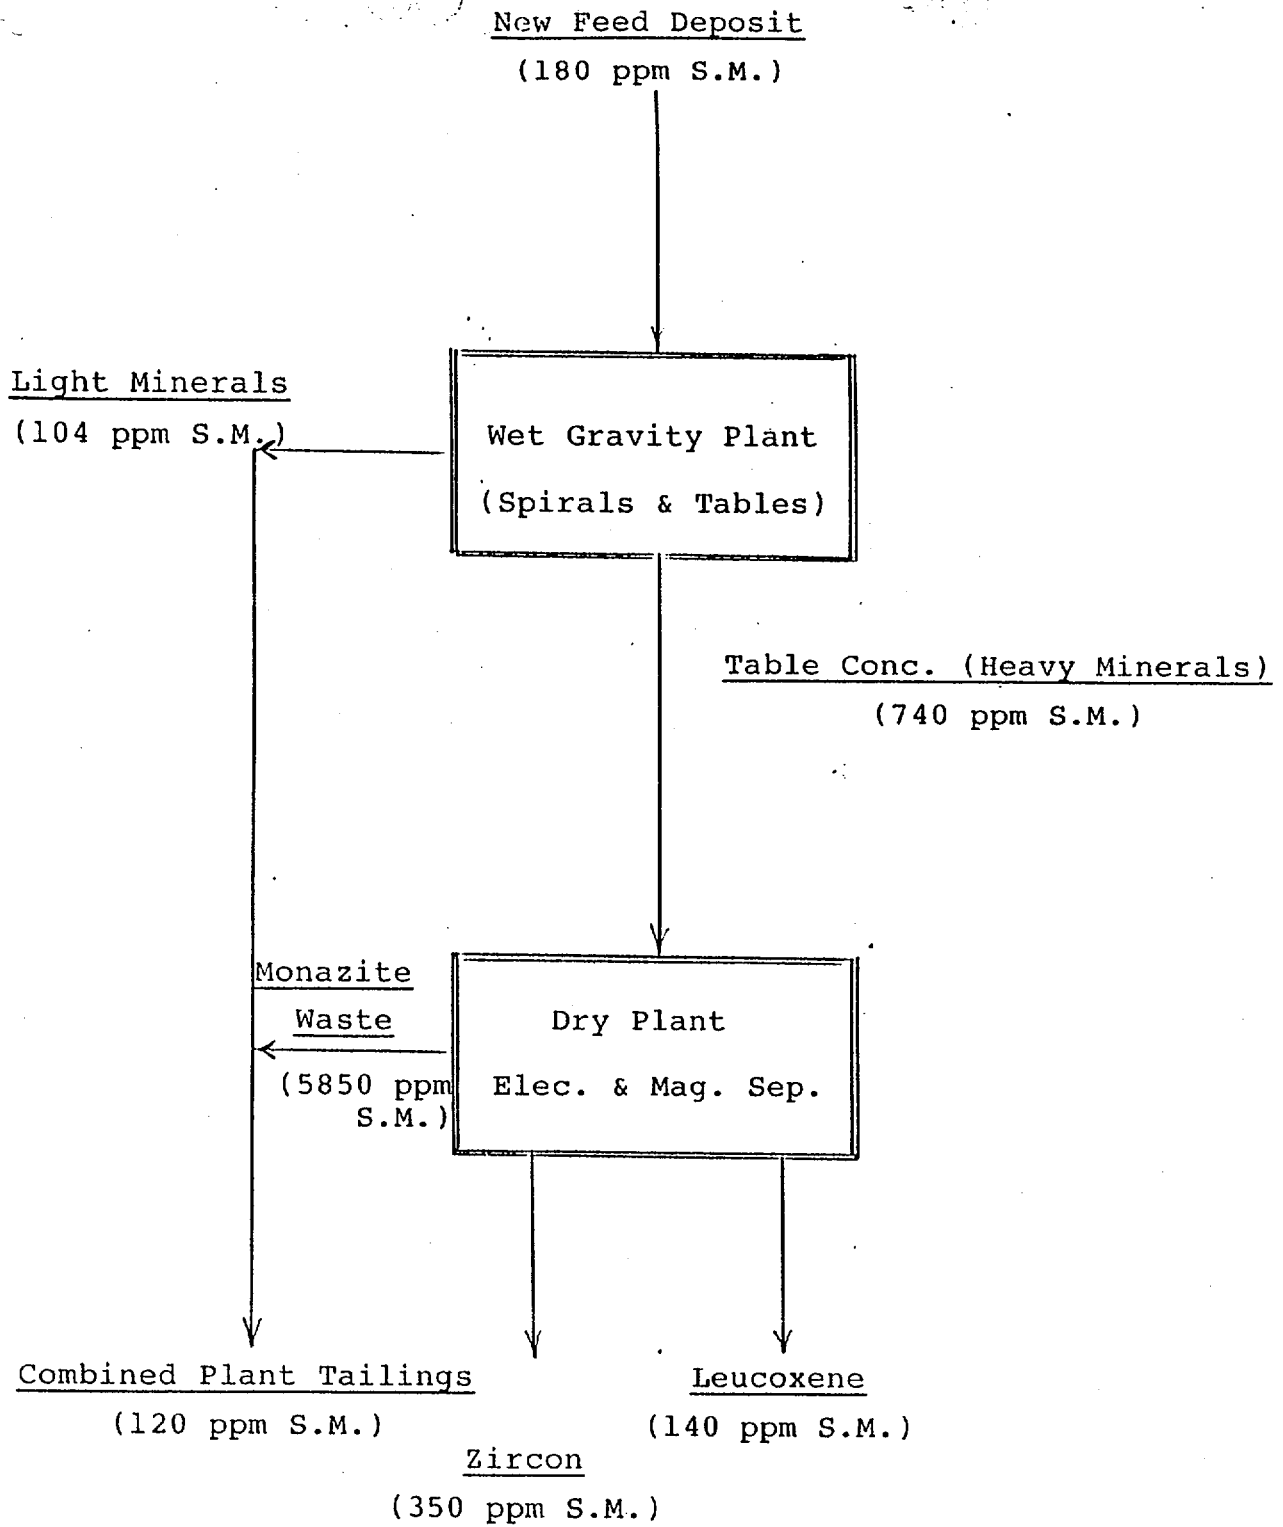 New Feed Deposit
(180 ppm S.M.)
Light Minerals
(104 ppm S.M.)
Wet Gravity Plant
(Spirals & Tables)
Table Conc. (Heavy Minerals)
(740 ppm S.M.)
Monazite
Waste
(5850 ppm
S.M.)
Dry Plant
Elec. & Mag. Sep.
Combined Plant Tailings
(120 ppm S.M.)
Leucoxene
(140 ppm S.M.)
Zircon
(350 ppm S.M.)